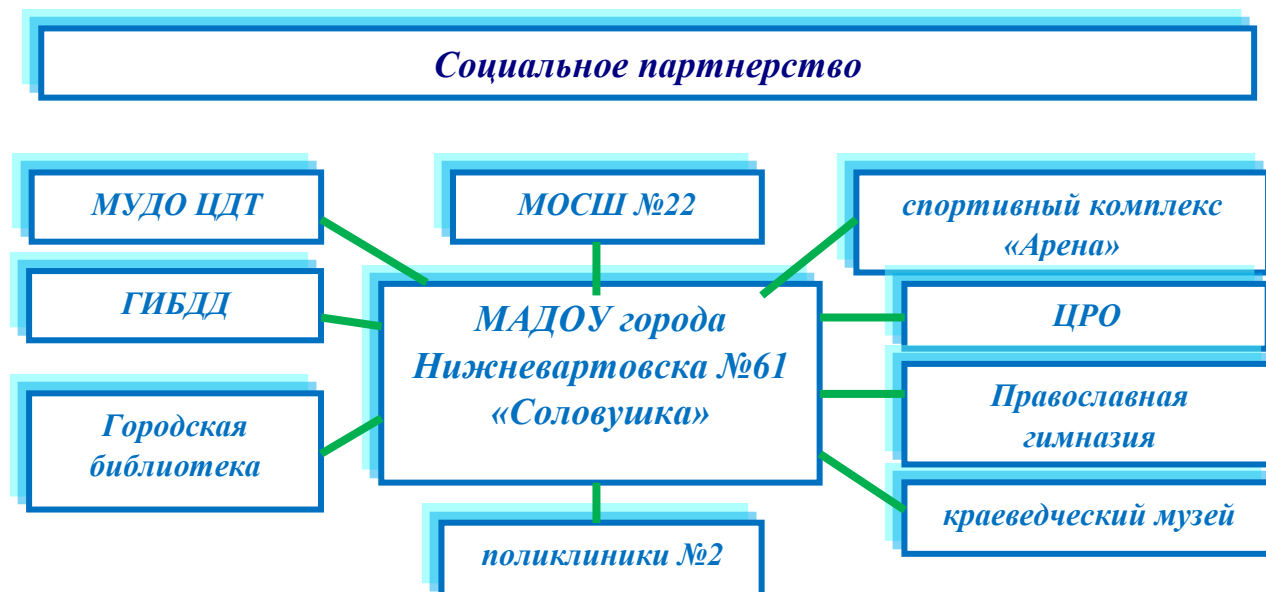 Социальное партнерство
МУДО ЦДТ
МОСШ №22
спортивный комплекс
«Арена»
ГИБДД
МАДОУ города
Нижневартовска №61
«Соловушка»
ЦРО
Городская
библиотека
Православная
гимназия
краеведческий музей
поликлиники №2